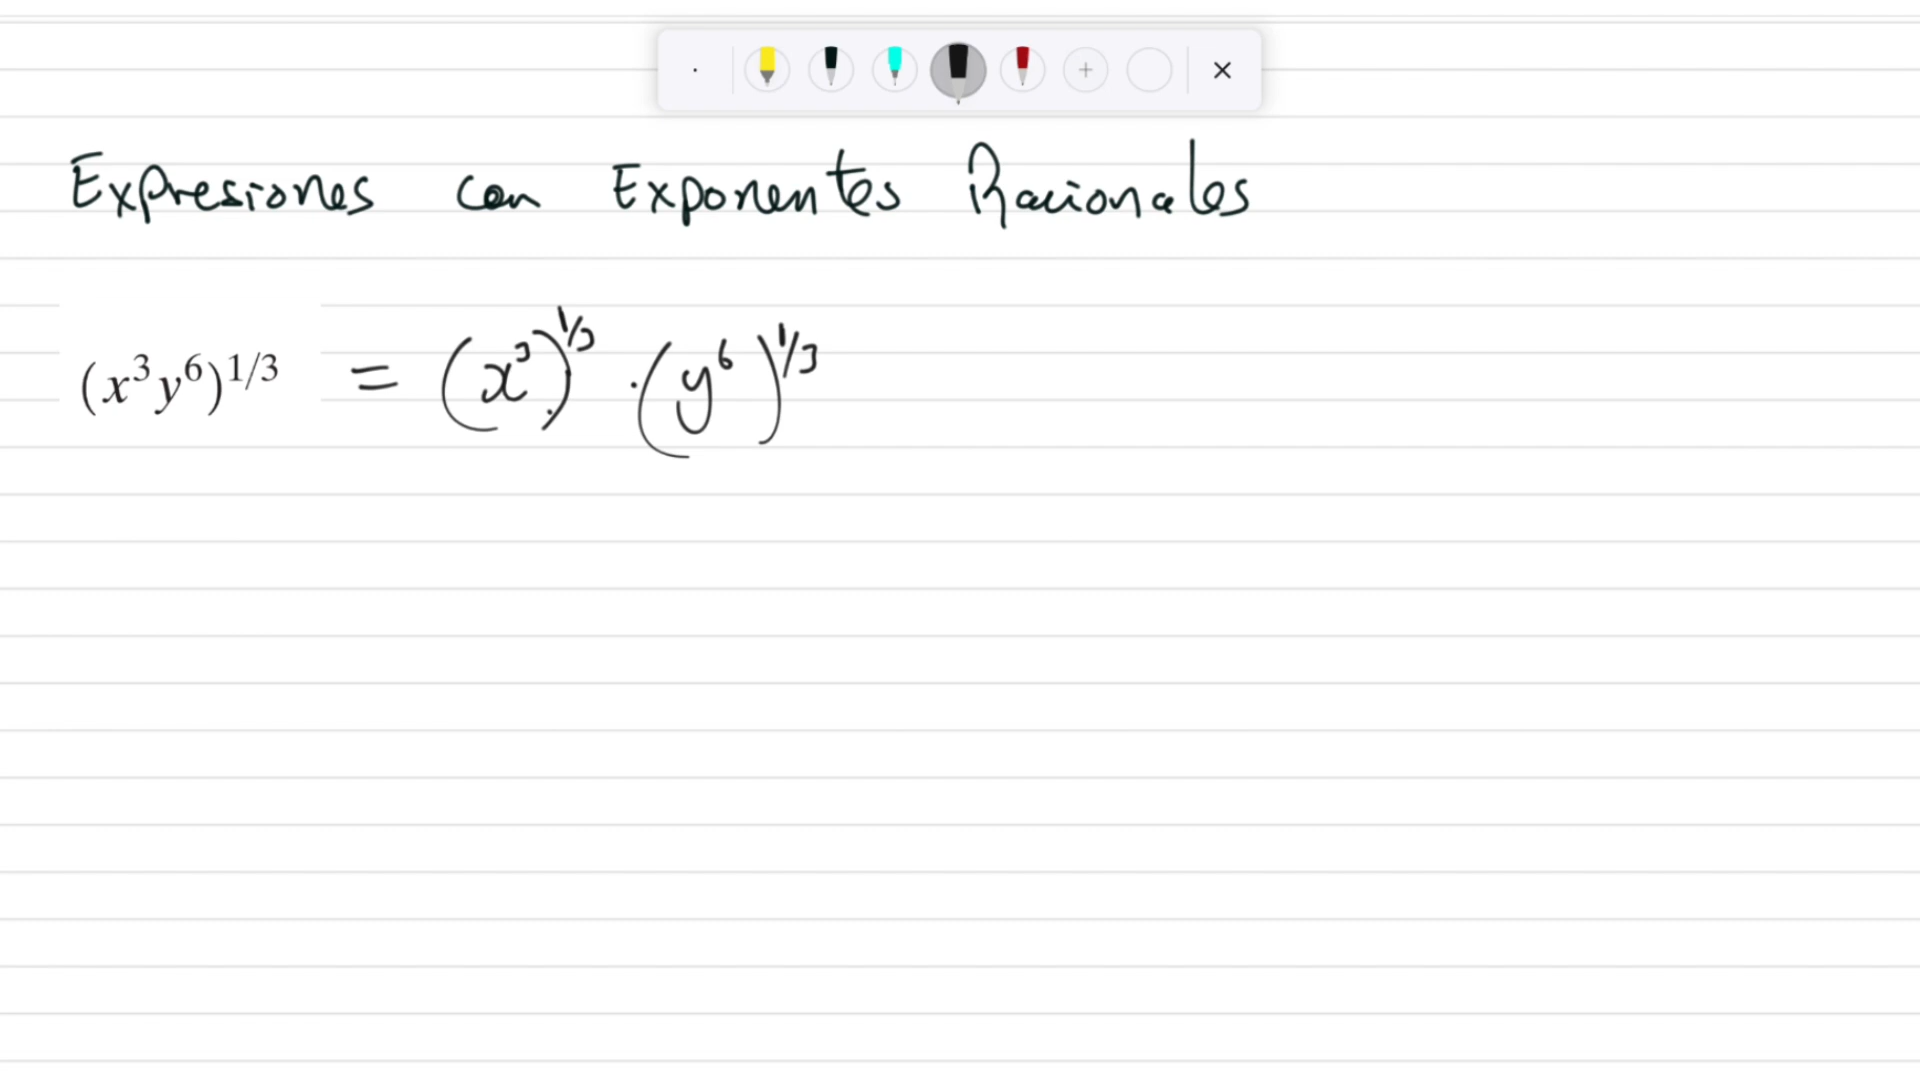 Expresiones con Exponentes Racionales
(x³y⁶)^{1/3} = (x³)^{1/3} · (y⁶)^{1/3}